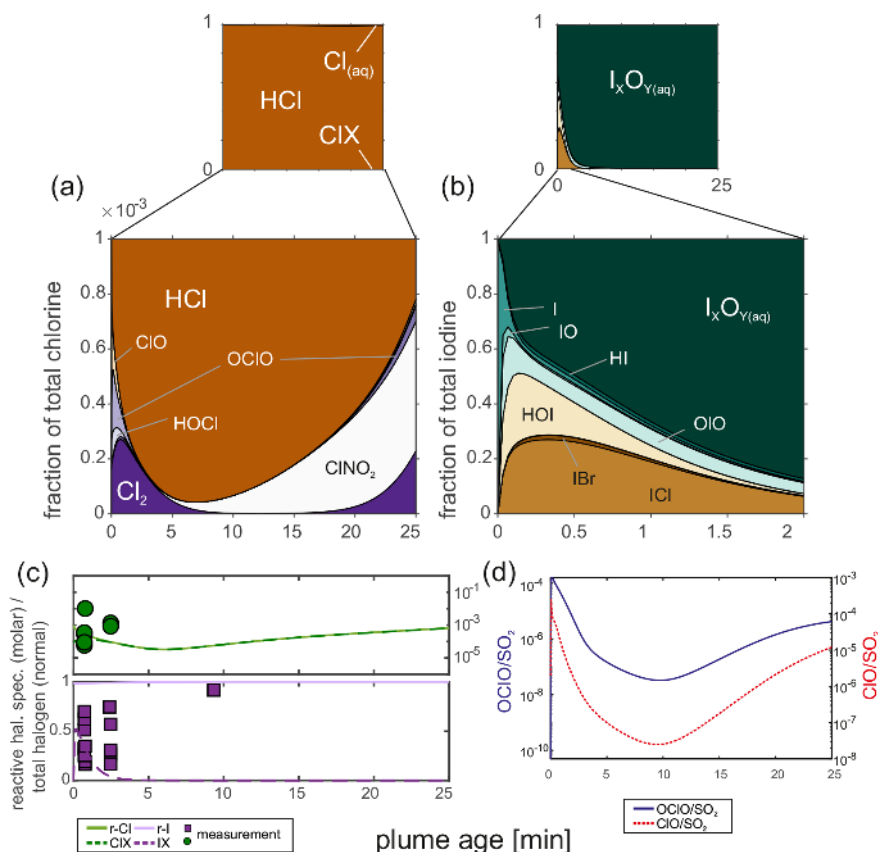 1
Cl(aq)
HCl
ClX
0
1
IXOY(aq)
0
0
25
(a)
(b)
×10⁻³
fraction of total chlorine
1
0.8
0.6
0.4
0.2
0
HCl
ClO
OClO
HOCl
Cl2
ClNO2
0
5
10
15
20
25
fraction of total iodine
1
0.8
0.6
0.4
0.2
0
I
IO
HI
IXOY(aq)
HOI
OIO
IBr
ICl
0
0.5
1
1.5
2
(c)
reactive hal. spec. (molar) /
total halogen (normal)
10⁻¹
10⁻³
10⁻⁵
1
0.5
0
0
5
10
15
20
25
r-Cl
r-I
measurement
ClX
IX
(d)
OClO/SO2
10⁻⁴
10⁻⁶
10⁻⁸
10⁻¹⁰
10⁻³
10⁻⁴
10⁻⁵
10⁻⁶
10⁻⁷
10⁻⁸
ClO/SO2
0
5
10
15
20
25
OClO/SO2
ClO/SO2
plume age [min]